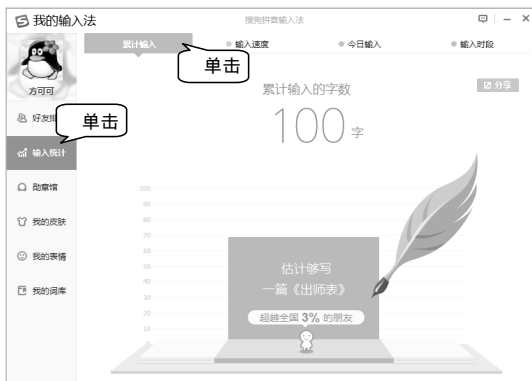 我的输入法
搜狗拼音输入法
累计输入
输入速度
今日输入
输入时段
单击
方可可
累计输入的字数
分享
100 字
好友排
单击
输入统计
勋章馆
我的皮肤
我的表情
我的词库
100
90
80
70
60
50
40
30
20
10
0
估计够写
一篇《出师表》
超越全国 3% 的朋友